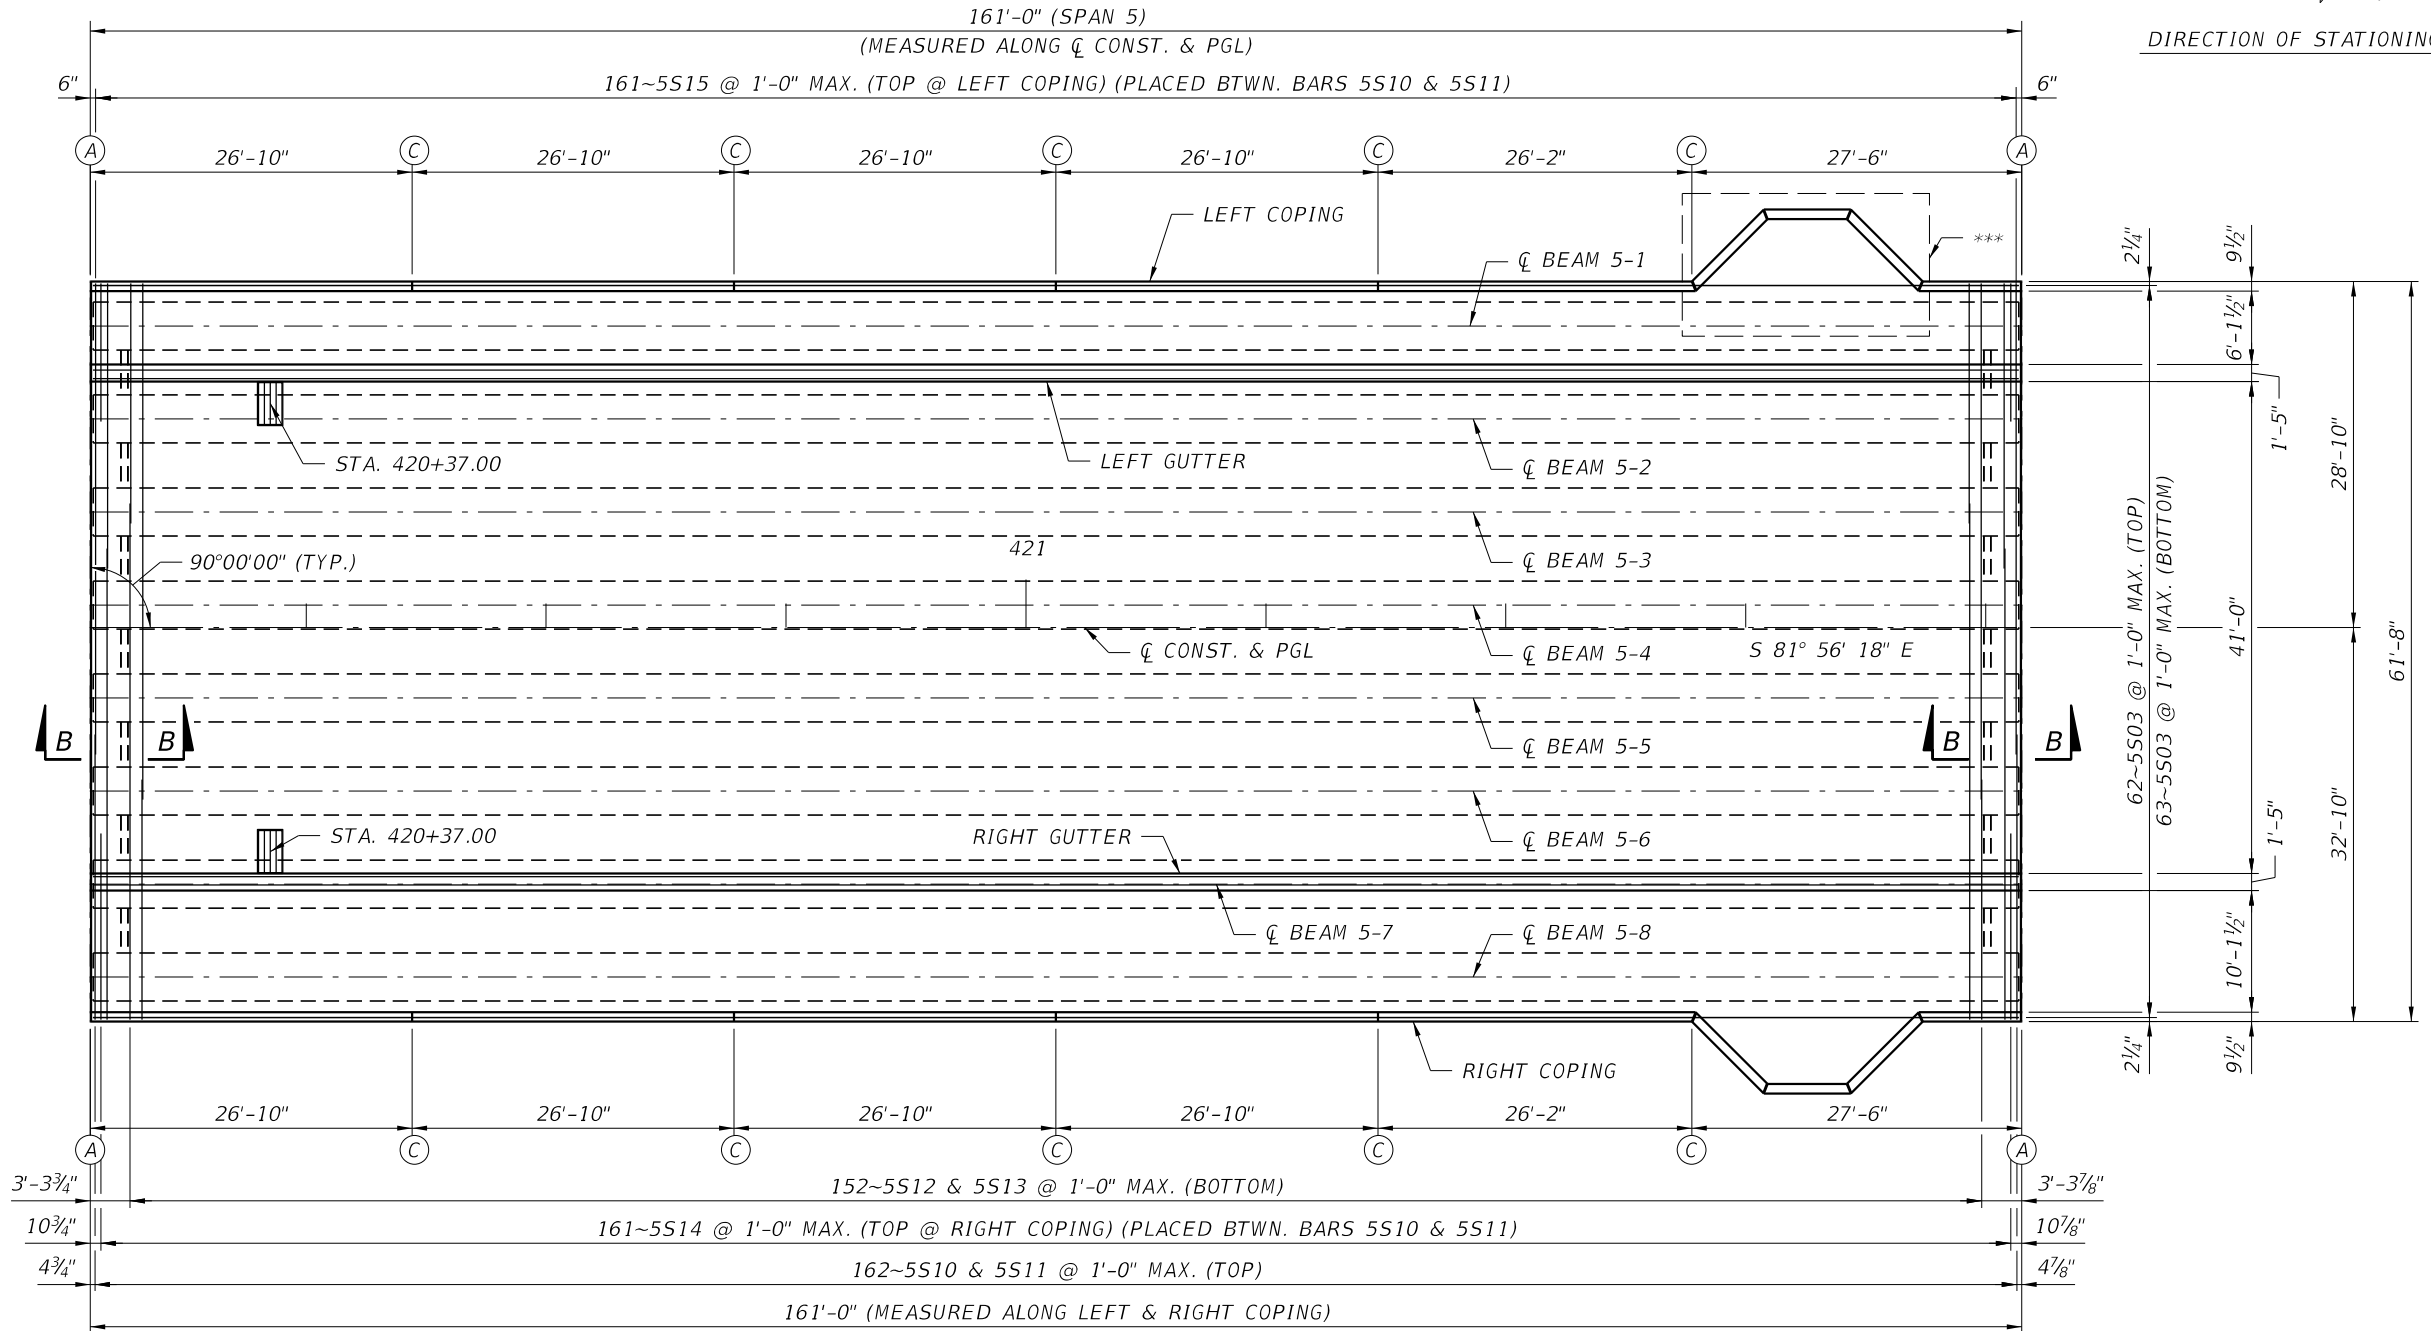 161'-0" (SPAN 5)
(MEASURED ALONG ℄ CONST. & PGL)
DIRECTION OF STATIONING
6"
161~5S15 @ 1'-0" MAX. (TOP @ LEFT COPING) (PLACED BTWN. BARS 5S10 & 5S11)
6"
A
C
C
C
C
C
A
26'-10"
26'-10"
26'-10"
26'-10"
26'-2"
27'-6"
LEFT COPING
***
℄ BEAM 5-1
2¼"
9½"
6'-1½"
1'-5"
28'-10"
STA. 420+37.00
LEFT GUTTER
℄ BEAM 5-2
90°00'00" (TYP.)
421
℄ BEAM 5-3
℄ CONST. & PGL
℄ BEAM 5-4
S 81° 56' 18" E
62~5S03 @ 1'-0" MAX. (TOP)
63~5S03 @ 1'-0" MAX. (BOTTOM)
41'-0"
61'-8"
B
B
℄ BEAM 5-5
B
B
STA. 420+37.00
RIGHT GUTTER
℄ BEAM 5-6
1'-5"
32'-10"
℄ BEAM 5-7
℄ BEAM 5-8
10'-1½"
RIGHT COPING
2¼"
9½"
26'-10"
26'-10"
26'-10"
26'-10"
26'-2"
27'-6"
A
C
C
C
C
C
A
3'-3¾"
152~5S12 & 5S13 @ 1'-0" MAX. (BOTTOM)
3'-3⅞"
10¾"
161~5S14 @ 1'-0" MAX. (TOP @ RIGHT COPING) (PLACED BTWN. BARS 5S10 & 5S11)
10⅞"
4¾"
162~5S10 & 5S11 @ 1'-0" MAX. (TOP)
4⅞"
161'-0" (MEASURED ALONG LEFT & RIGHT COPING)